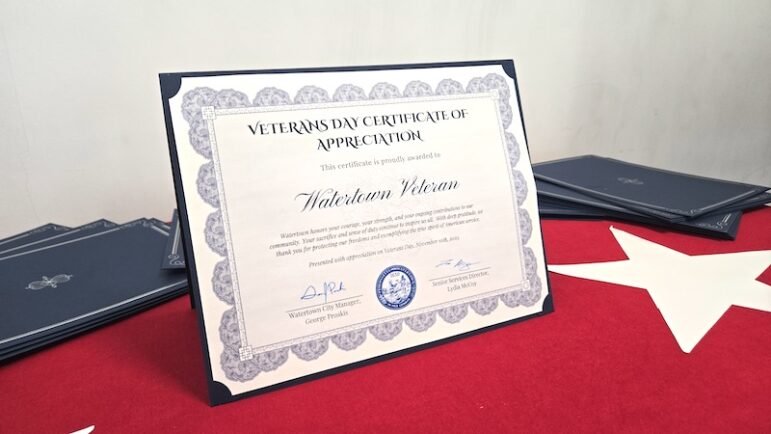 VETERANS DAY CERTIFICATE OF
APPRECIATION
This certificate is proudly awarded to
Watertown Veteran
Watertown honors your courage, your strength, and your ongoing contributions to our
community. Your sacrifice and sense of duty continue to inspire us all. With deep gratitude, we
thank you for protecting our freedoms and exemplifying the true spirit of American service.
Presented with appreciation on Veterans Day, November 11th, 2025
Watertown City Manager,
George Proakis
Senior Services Director,
Lydia McCoy